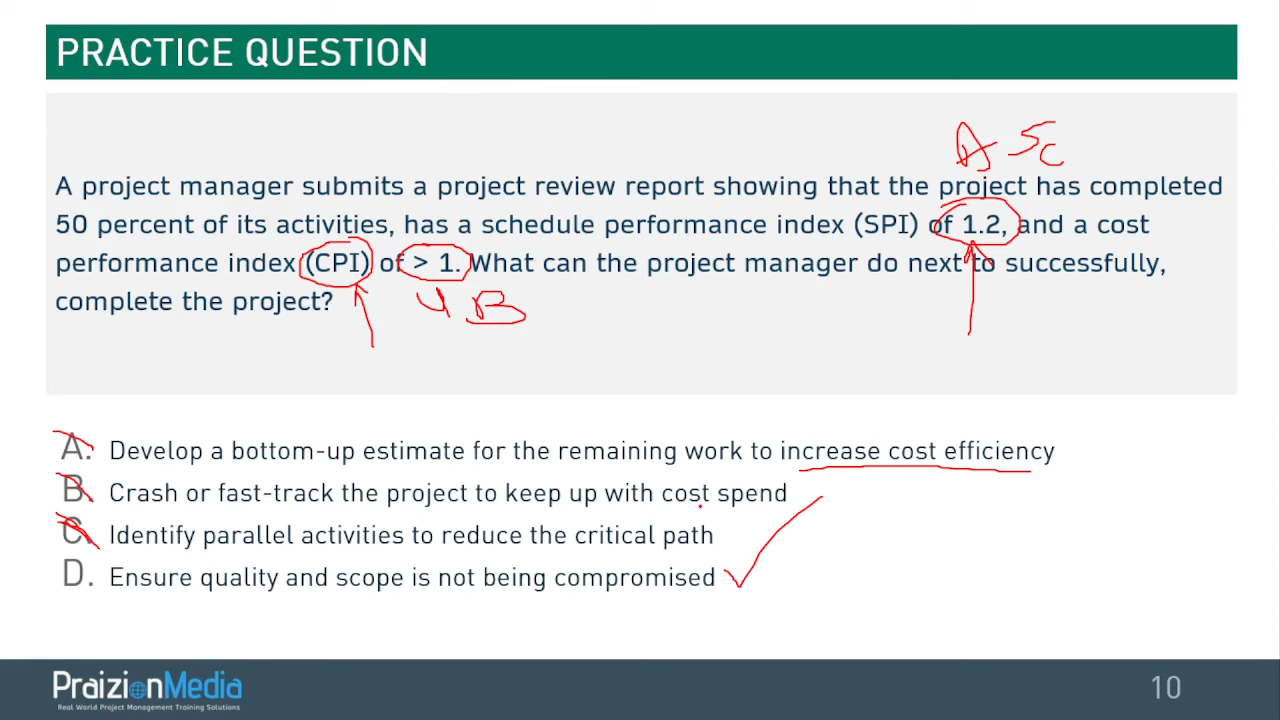 PRACTICE QUESTION
A Sc
A project manager submits a project review report showing that the project has completed
50 percent of its activities, has a schedule performance index (SPI) of 1.2, and a cost
performance index (CPI) of > 1. What can the project manager do next to successfully,
complete the project?
UB
A. Develop a bottom-up estimate for the remaining work to increase cost efficiency
B. Crash or fast-track the project to keep up with cost spend
C. Identify parallel activities to reduce the critical path
D. Ensure quality and scope is not being compromised
PraizionMedia
Real World Project Management Training Solutions
10